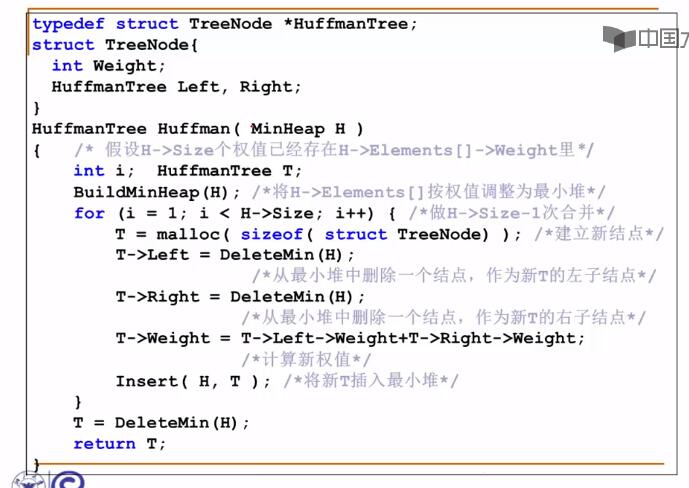 typedef struct TreeNode *HuffmanTree;
struct TreeNode{
int Weight;
HuffmanTree Left, Right;
}
HuffmanTree Huffman( MinHeap H )
{ /* 假设H->Size个权值已经存在H->Elements[]->Weight里*/
int i; HuffmanTree T;
BuildMinHeap(H); /*将H->Elements[]按权值调整为最小堆*/
for (i = 1; i < H->Size; i++) { /*做H->Size-1次合并*/
T = malloc( sizeof( struct TreeNode) ); /*建立新结点*/
T->Left = DeleteMin(H);
/*从最小堆中删除一个结点，作为新T的左子结点*/
T->Right = DeleteMin(H);
/*从最小堆中删除一个结点，作为新T的右子结点*/
T->Weight = T->Left->Weight+T->Right->Weight;
/*计算新权值*/
Insert( H, T ); /*将新T插入最小堆*/
}
T = DeleteMin(H);
return T;
}
中国